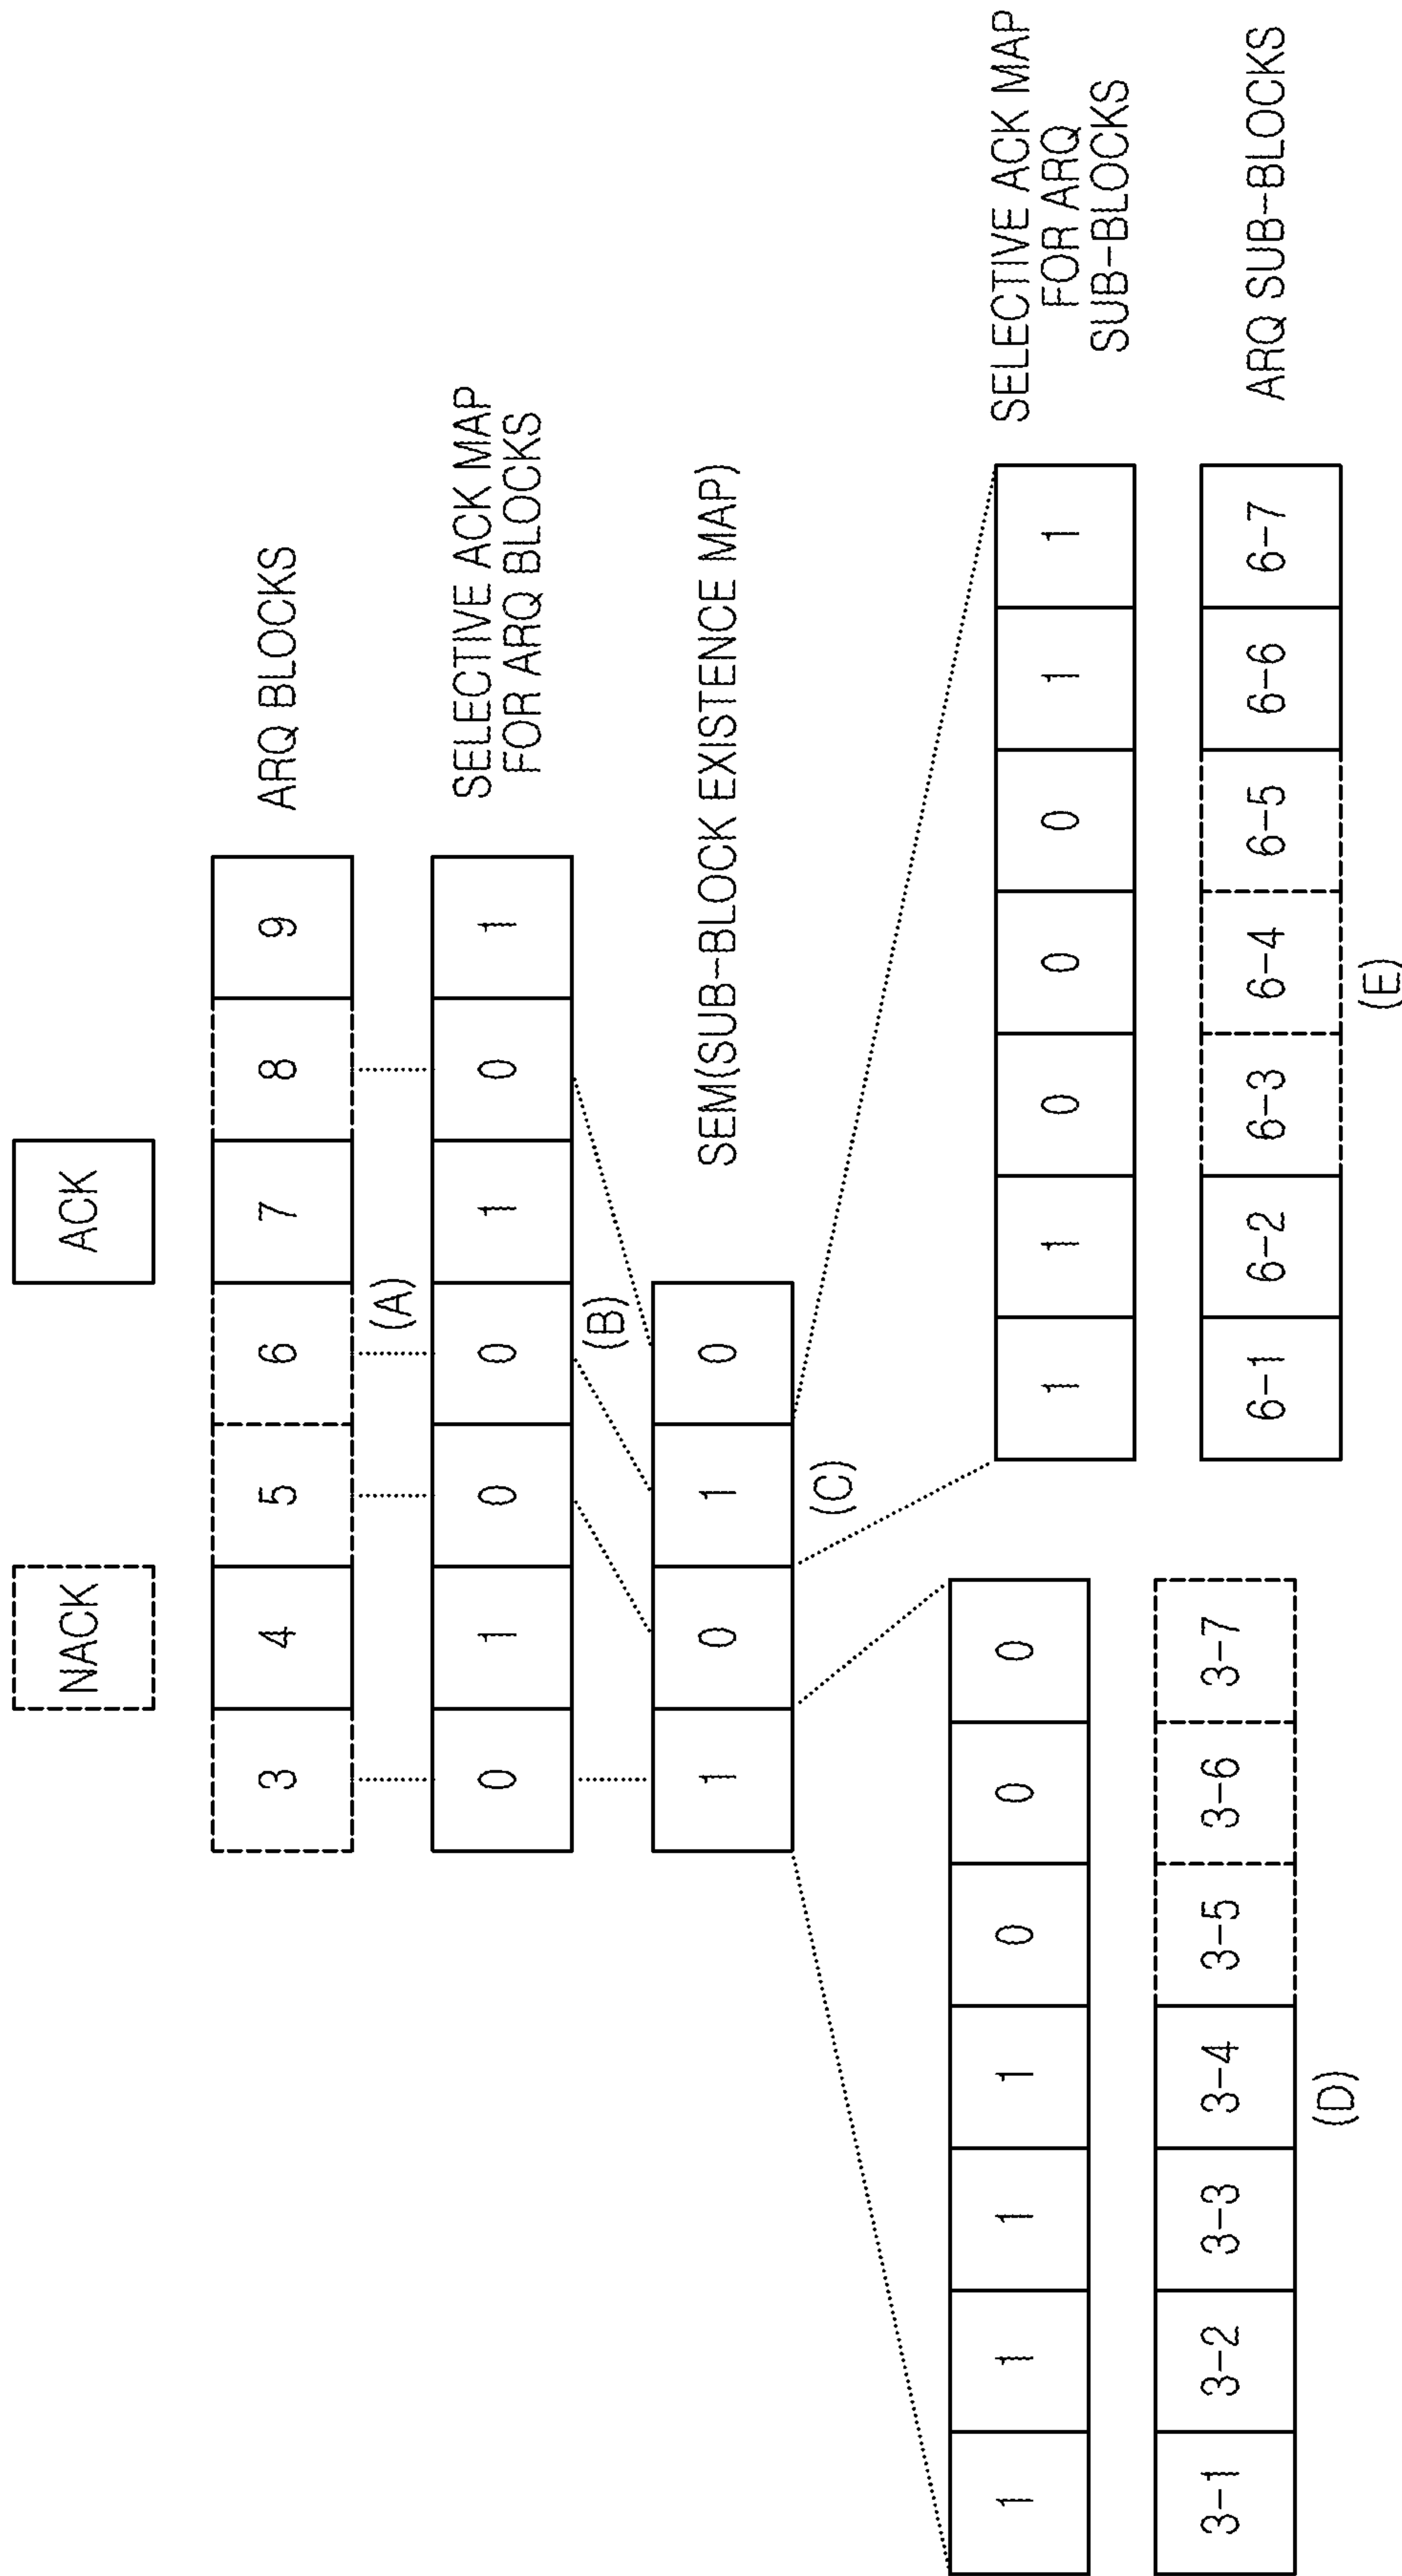 NACK
ACK
3 4 5 6 7 8 9
ARQ BLOCKS
(A)
0 1 0 0 1 0 1
SELECTIVE ACK MAP
FOR ARQ BLOCKS
(B)
1 0 1 0
SEM(SUB-BLOCK EXISTENCE MAP)
(C)
1 1 1 1 0 0 0
3-1 3-2 3-3 3-4 3-5 3-6 3-7
(D)
1 1 0 0 0 1 1
SELECTIVE ACK MAP
FOR ARQ
SUB-BLOCKS
6-1 6-2 6-3 6-4 6-5 6-6 6-7
ARQ SUB-BLOCKS
(E)